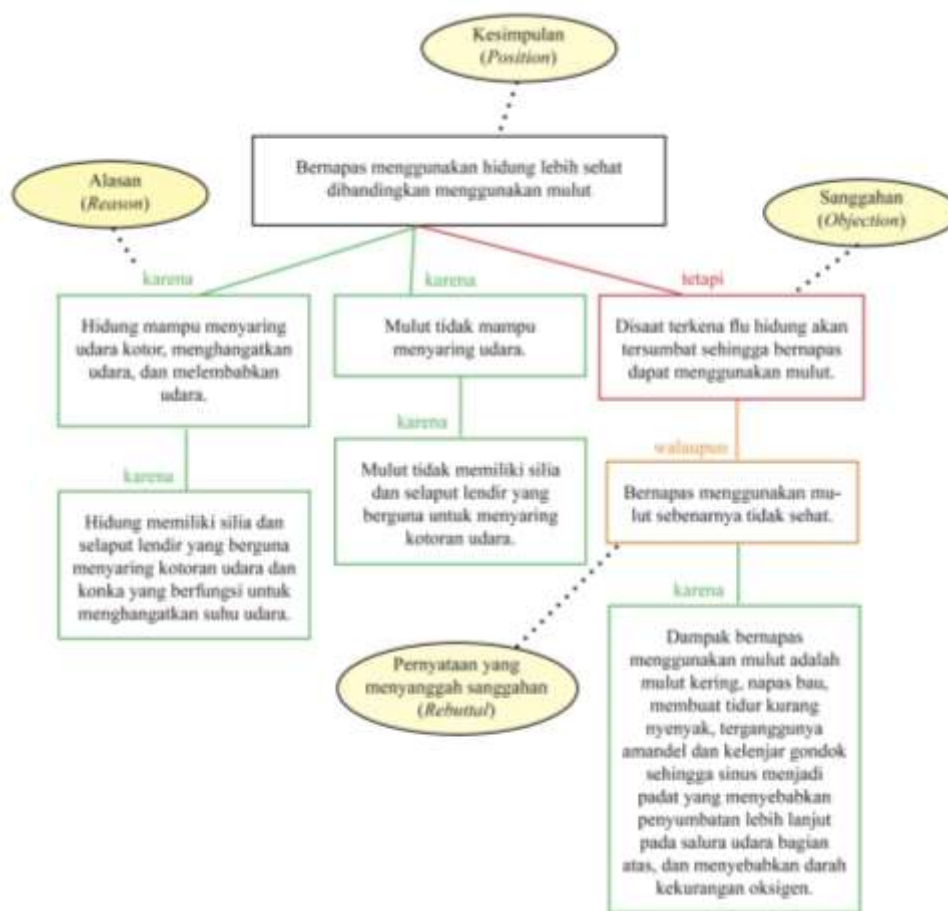 Kesimpulan
(Position)
Bernapas menggunakan hidung lebih sehat
dibandingkan menggunakan mulut
Alasan
(Reason)
Sanggahan
(Objection)
karena
karena
tetapi
Hidung mampu menyaring
udara kotor, menghangatkan
udara, dan melembabkan
udara.
Mulut tidak mampu
menyaring udara.
Disaat terkena flu hidung akan
tersumbat sehingga bernapas
dapat menggunakan mulut.
karena
karena
walaupun
Hidung memiliki silia dan
selaput lendir yang berguna
menyaring kotoran udara dan
konka yang berfungsi untuk
menghangatkan suhu udara.
Mulut tidak memiliki silia
dan selaput lendir yang
berguna untuk menyaring
kotoran udara.
Bernapas menggunakan mu-
lut sebenarnya tidak sehat.
karena
Pernyataan yang
menyanggah sanggahan
(Rebuttal)
Dampak bernapas
menggunakan mulut adalah
mulut kering, napas bau,
membuat tidur kurang
nyenyak, terganggunya
amandel dan kelenjar gondok
sehingga sinus menjadi
padat yang menyebabkan
penyumbatan lebih lanjut
pada salura udara bagian
atas, dan menyebabkan darah
kekurangan oksigen.